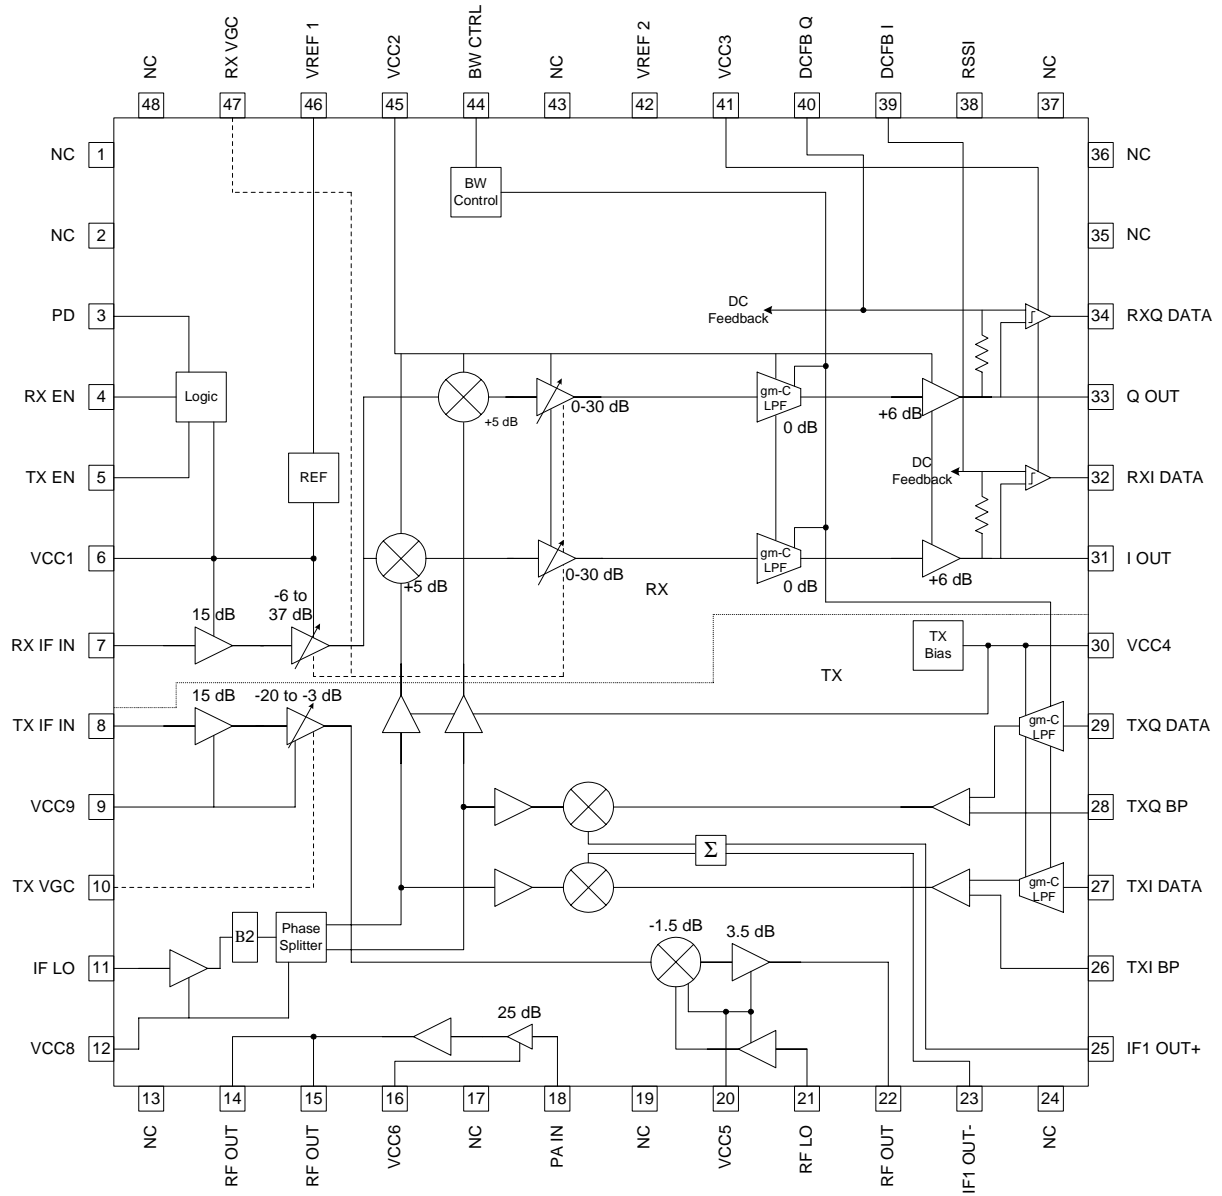 NC
RX VGC
VREF 1
VCC2
BW CTRL
NC
VREF 2
VCC3
DCFB Q
DCFB I
RSSI
NC
48
47
46
45
44
43
42
41
40
39
38
37
NC 1
36 NC
BW
Control
NC 2
35 NC
PD 3
DC
Feedback
34 RXQ DATA
RX EN 4
Logic
+5 dB
0-30 dB
gm-C
LPF
0 dB
+6 dB
33 Q OUT
TX EN 5
REF
DC
Feedback
32 RXI DATA
VCC1 6
+5 dB
0-30 dB
RX
gm-C
LPF
0 dB
+6 dB
31 I OUT
RX IF IN 7
15 dB
-6 to
37 dB
TX
TX
Bias
30 VCC4
TX IF IN 8
15 dB
-20 to -3 dB
gm-C
LPF
29 TXQ DATA
VCC9 9
28 TXQ BP
Σ
TX VGC 10
gm-C
LPF
27 TXI DATA
IF LO 11
B2
Phase
Splitter
-1.5 dB
3.5 dB
26 TXI BP
VCC8 12
25 dB
25 IF1 OUT+
13
14
15
16
17
18
19
20
21
22
23
24
NC
RF OUT
RF OUT
VCC6
NC
PA IN
NC
VCC5
RF LO
RF OUT
IF1 OUT-
NC